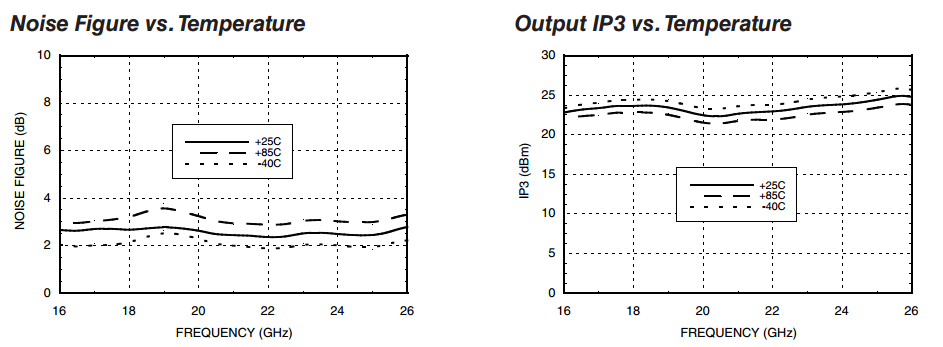 Noise Figure vs. Temperature
10
8
6
4
2
0
NOISE FIGURE (dB)
+25C
+85C
-40C
16
18
20
22
24
26
FREQUENCY (GHz)
Output IP3 vs. Temperature
30
25
20
15
10
5
0
IP3 (dBm)
+25C
+85C
-40C
16
18
20
22
24
26
FREQUENCY (GHz)